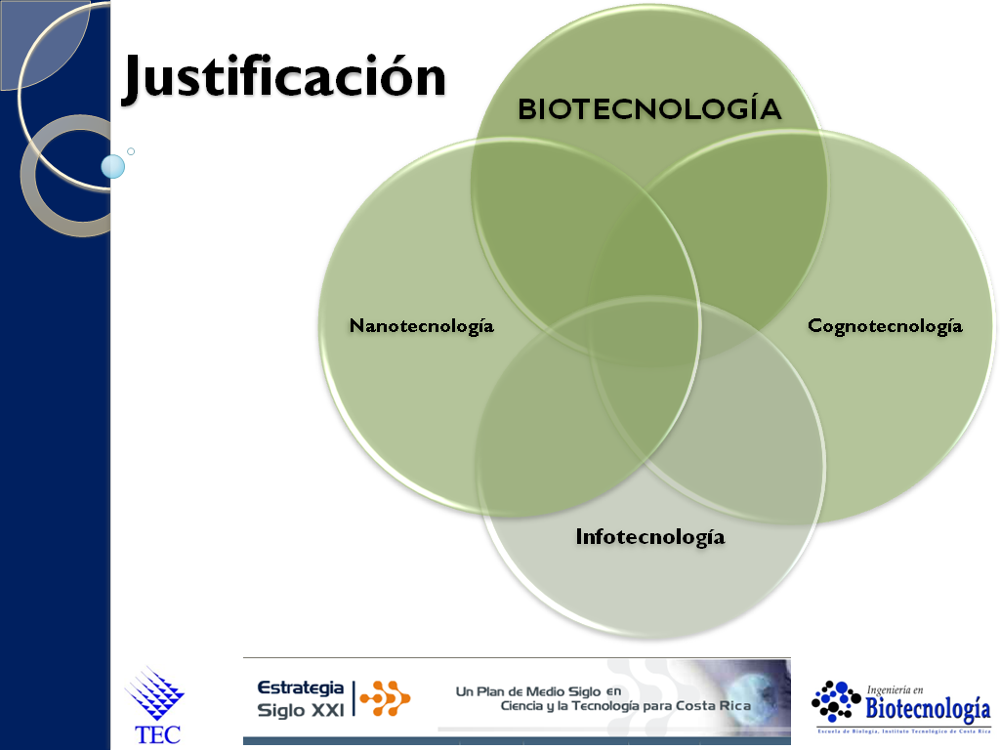 Justificación
BIOTECNOLOGÍA
Nanotecnología
Cognotecnología
Infotecnología
TEC
Estrategia
Siglo XXI
Un Plan de Medio Siglo en
Ciencia y la Tecnología para Costa Rica
Ingeniería en
Biotecnología
Escuela de Biología, Instituto Tecnológico de Costa Rica